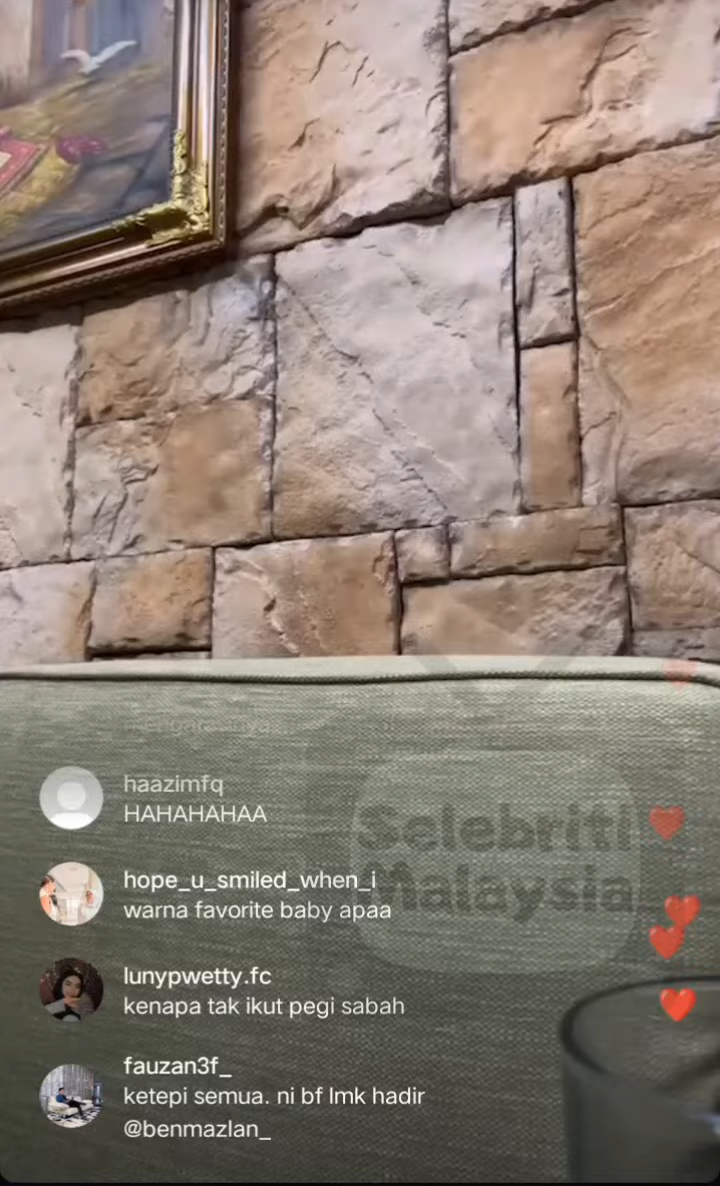 haazimfq
HAHAHAHAA
Selebriti
Malaysia
hope_u_smiled_when_i
warna favorite baby apaa
lunypwetty.fc
kenapa tak ikut pegi sabah
fauzan3f_
ketepi semua. ni bf lmk hadir
@benmazlan_